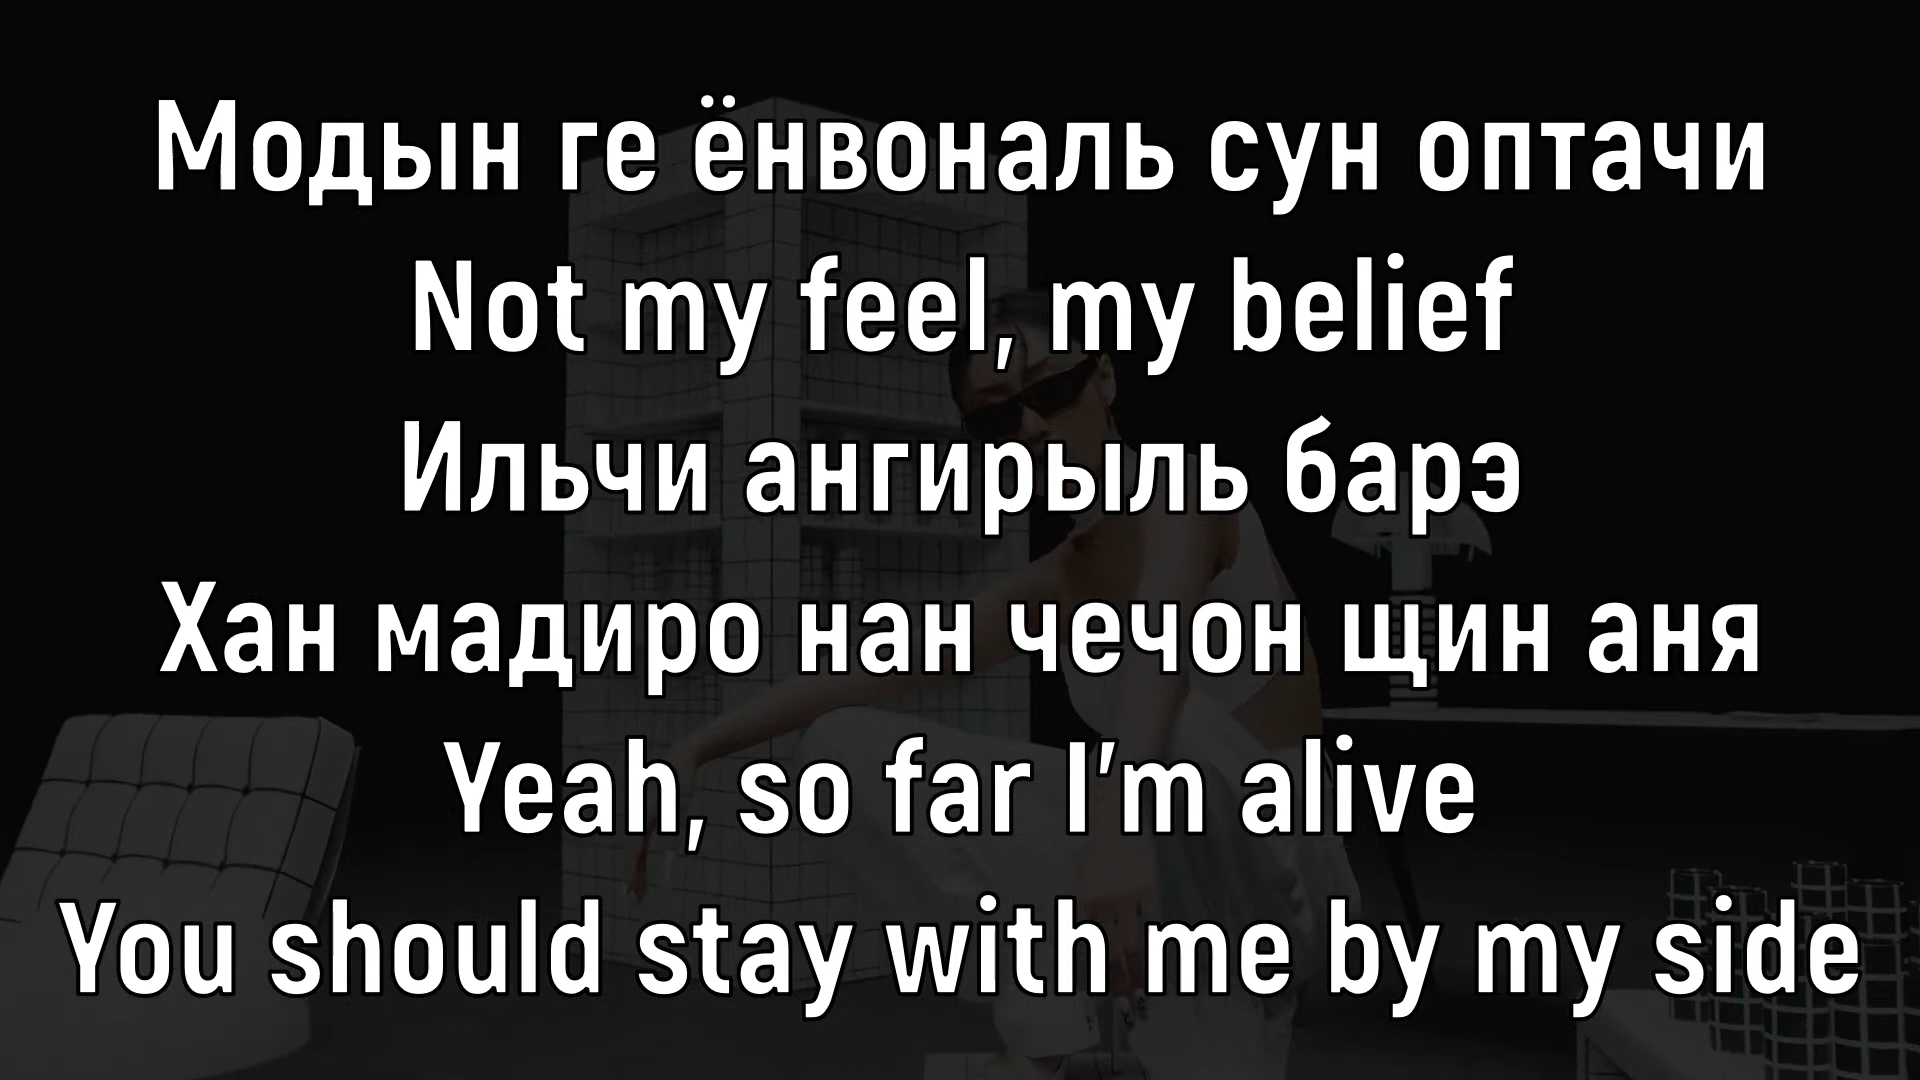 Модын ге ёнвональ сун оптачи
Not my feel, my belief
Ильчи ангирыль барэ
Хан мадиро нан чечон щин аня
Yeah, so far I'm alive
You should stay with me by my side